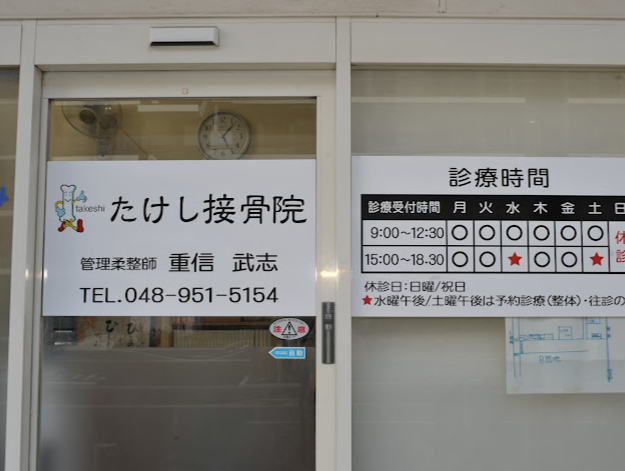 takeshi
たけし接骨院
管理柔整師 重信 武志
TEL.048-951-5154
注意
自動
診療時間
診療受付時間 月 火 水 木 金 土 日
9:00〜12:30 ○ ○ ○ ○ ○ ○ 休
15:00〜18:30 ○ ○ ★ ○ ○ ★ 診
休診日:日曜/祝日
★水曜午後/土曜午後は予約診療(整体)・往診の